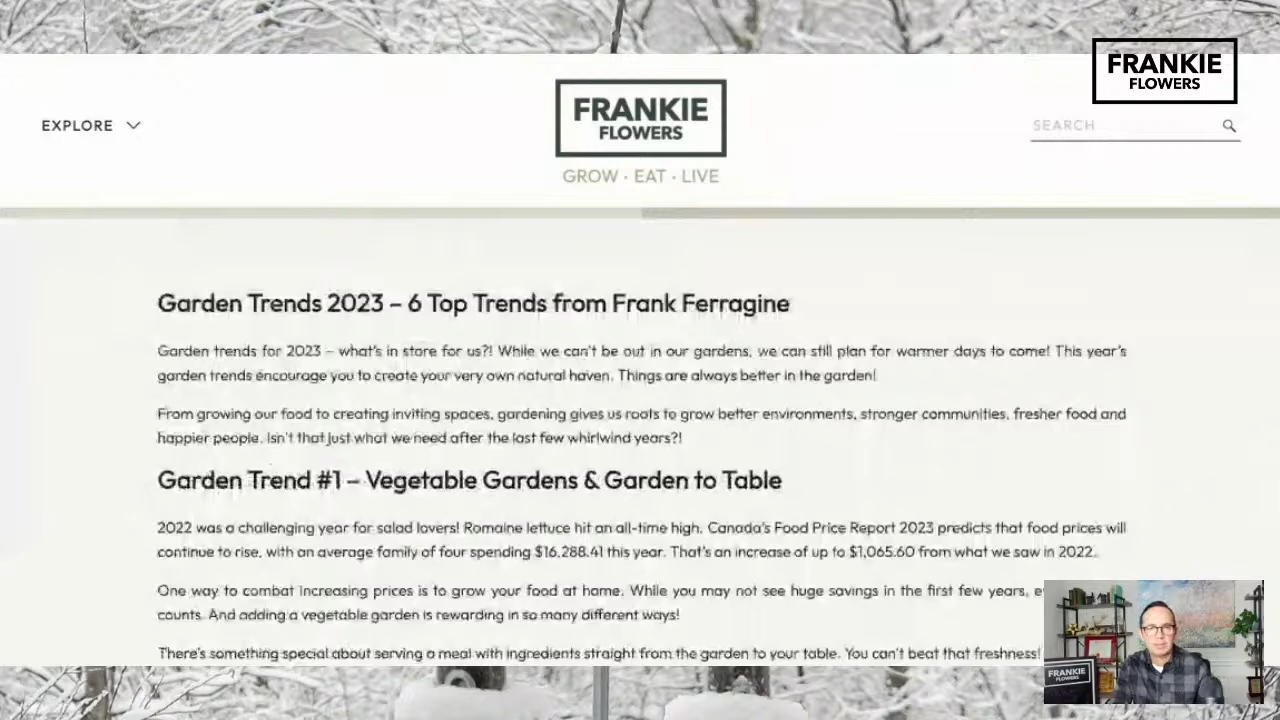 FRANKIE
FLOWERS
EXPLORE
FRANKIE
FLOWERS
GROW · EAT · LIVE
SEARCH
Garden Trends 2023 – 6 Top Trends from Frank Ferragine
Garden trends for 2023 – what's in store for us?! While we can't be out in our gardens, we can still plan for warmer days to come! This year's
garden trends encourage you to create your very own natural haven. Things are always better in the garden!
From growing our food to creating inviting spaces, gardening gives us roots to grow better environments, stronger communities, fresher food and
happier people. Isn't that just what we need after the last few whirlwind years?!
Garden Trend #1 – Vegetable Gardens & Garden to Table
2022 was a challenging year for salad lovers! Romaine lettuce hit an all-time high. Canada's Food Price Report 2023 predicts that food prices will
continue to rise, with an average family of four spending $16,288.41 this year. That's an increase of up to $1,065.60 from what we saw in 2022.
One way to combat increasing prices is to grow your food at home. While you may not see huge savings in the first few years,
counts. And adding a vegetable garden is rewarding in so many different ways!
There's something special about serving a meal with ingredients straight from the garden to your table. You can't beat that freshness!
FRANKIE
FLOWERS